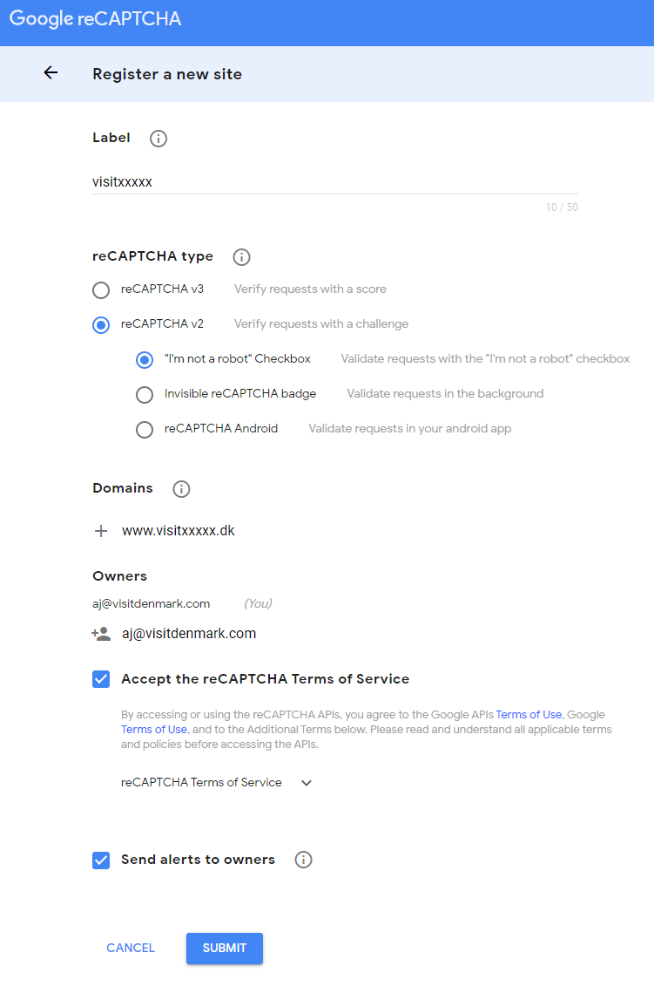 Google reCAPTCHA
Register a new site
Label
visitxxxxx
10 / 50
reCAPTCHA type
reCAPTCHA v3 Verify requests with a score
reCAPTCHA v2 Verify requests with a challenge
"I'm not a robot" Checkbox Validate requests with the "I'm not a robot" checkbox
Invisible reCAPTCHA badge Validate requests in the background
reCAPTCHA Android Validate requests in your android app
Domains
www.visitxxxxx.dk
Owners
aj@visitdenmark.com (You)
aj@visitdenmark.com
Accept the reCAPTCHA Terms of Service
By accessing or using the reCAPTCHA APIs, you agree to the Google APIs Terms of Use, Google
Terms of Use, and to the Additional Terms below. Please read and understand all applicable terms
and policies before accessing the APIs.
reCAPTCHA Terms of Service
Send alerts to owners
CANCEL SUBMIT